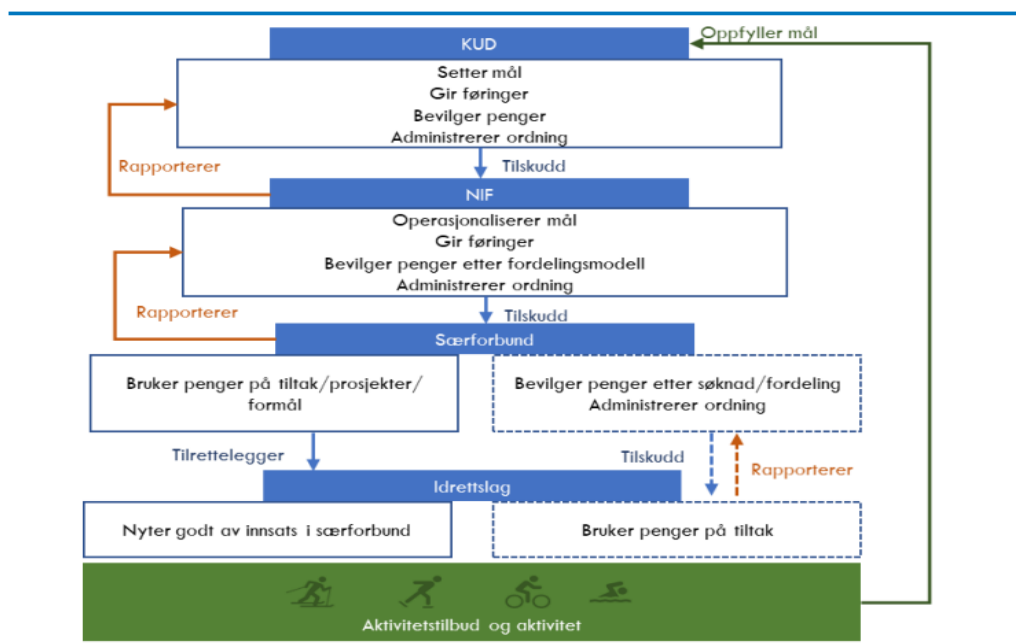 Oppfyller mål
KUD
Setter mål
Gir føringer
Bevilger penger
Administrerer ordning
Rapporterer
Tilskudd
NIF
Operasjonaliserer mål
Gir føringer
Bevilger penger etter fordelingsmodell
Administrerer ordning
Rapporterer
Tilskudd
Særforbund
Bruker penger på tiltak/prosjekter/
formål
Bevilger penger etter søknad/fordeling
Administrerer ordning
Tilrettelegger
Tilskudd
Rapporterer
Idrettslag
Nyter godt av innsats i særforbund
Bruker penger på tiltak
Aktivitetstilbud og aktivitet